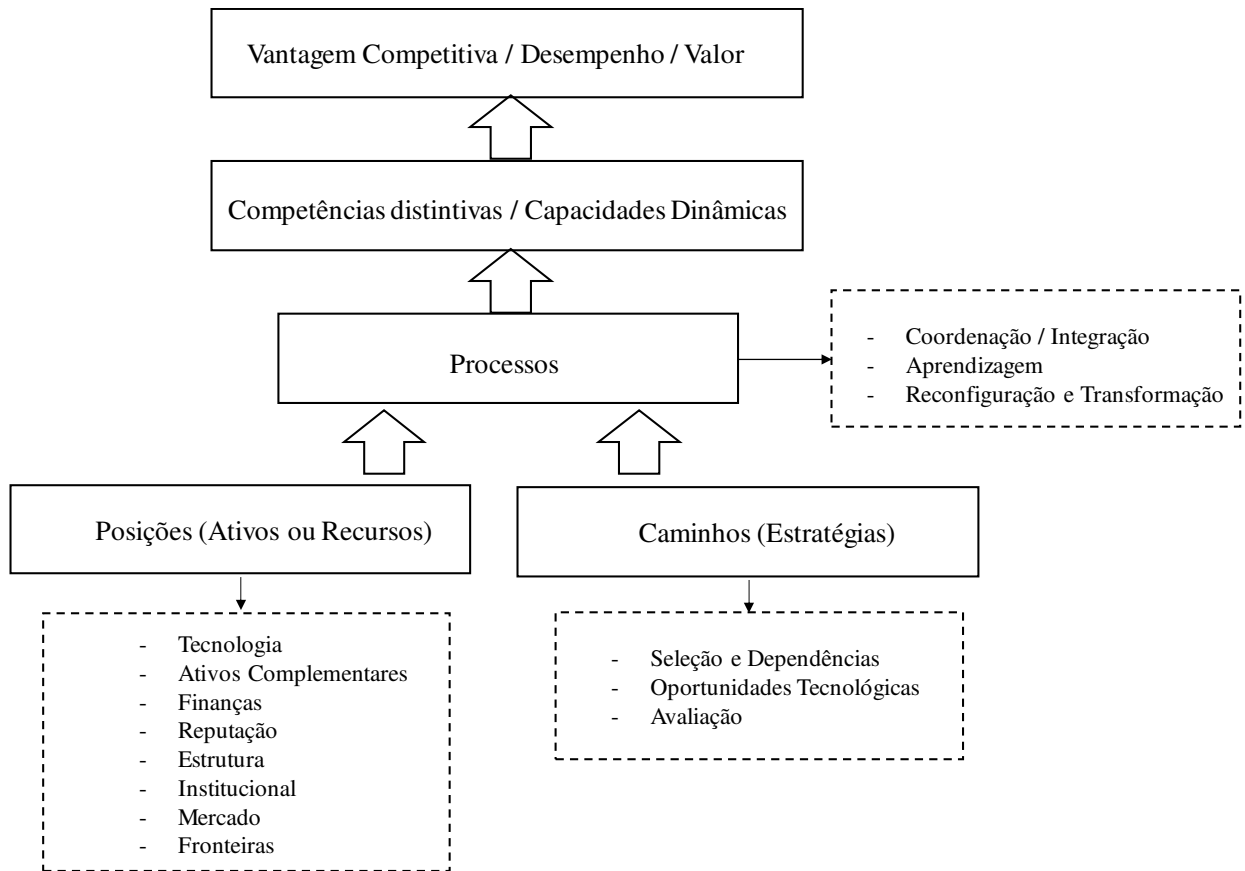 Vantagem Competitiva / Desempenho / Valor
Competências distintivas / Capacidades Dinâmicas
Processos
- Coordenação / Integração
- Aprendizagem
- Reconfiguração e Transformação
Posições (Ativos ou Recursos)
Caminhos (Estratégias)
- Tecnologia
- Ativos Complementares
- Finanças
- Reputação
- Estrutura
- Institucional
- Mercado
- Fronteiras
- Seleção e Dependências
- Oportunidades Tecnológicas
- Avaliação